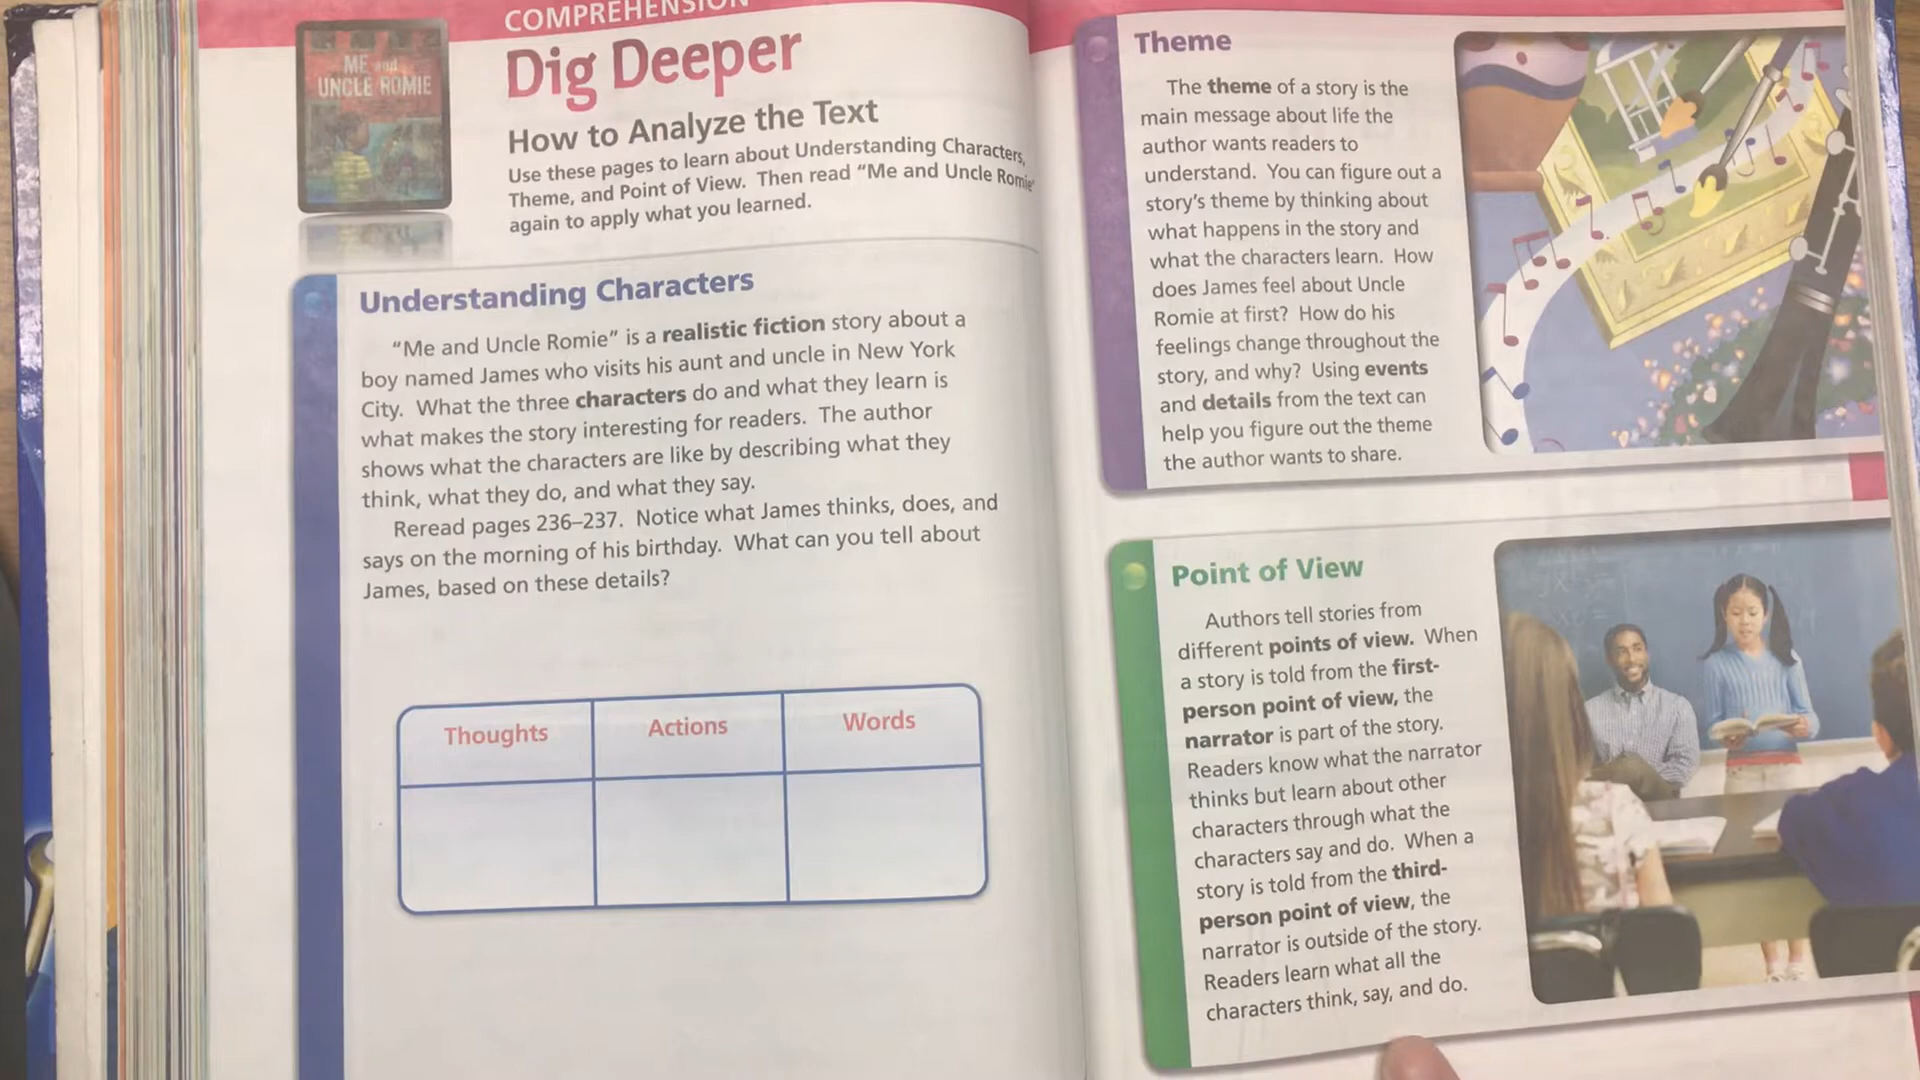 COMPREHENSION
ME and
UNCLE ROMIE
Dig Deeper
How to Analyze the Text
Use these pages to learn about Understanding Characters,
Theme, and Point of View. Then read “Me and Uncle Romie”
again to apply what you learned.
Understanding Characters
“Me and Uncle Romie” is a realistic fiction story about a
boy named James who visits his aunt and uncle in New York
City. What the three characters do and what they learn is
what makes the story interesting for readers. The author
shows what the characters are like by describing what they
think, what they do, and what they say.
Reread pages 236–237. Notice what James thinks, does, and
says on the morning of his birthday. What can you tell about
James, based on these details?
Thoughts
Actions
Words
Theme
The theme of a story is the
main message about life the
author wants readers to
understand. You can figure out a
story’s theme by thinking about
what happens in the story and
what the characters learn. How
does James feel about Uncle
Romie at first? How do his
feelings change throughout the
story, and why? Using events
and details from the text can
help you figure out the theme
the author wants to share.
Point of View
Authors tell stories from
different points of view. When
a story is told from the first-
person point of view, the
narrator is part of the story.
Readers know what the narrator
thinks but learn about other
characters through what the
characters say and do. When a
story is told from the third-
person point of view, the
narrator is outside of the story.
Readers learn what all the
characters think, say, and do.